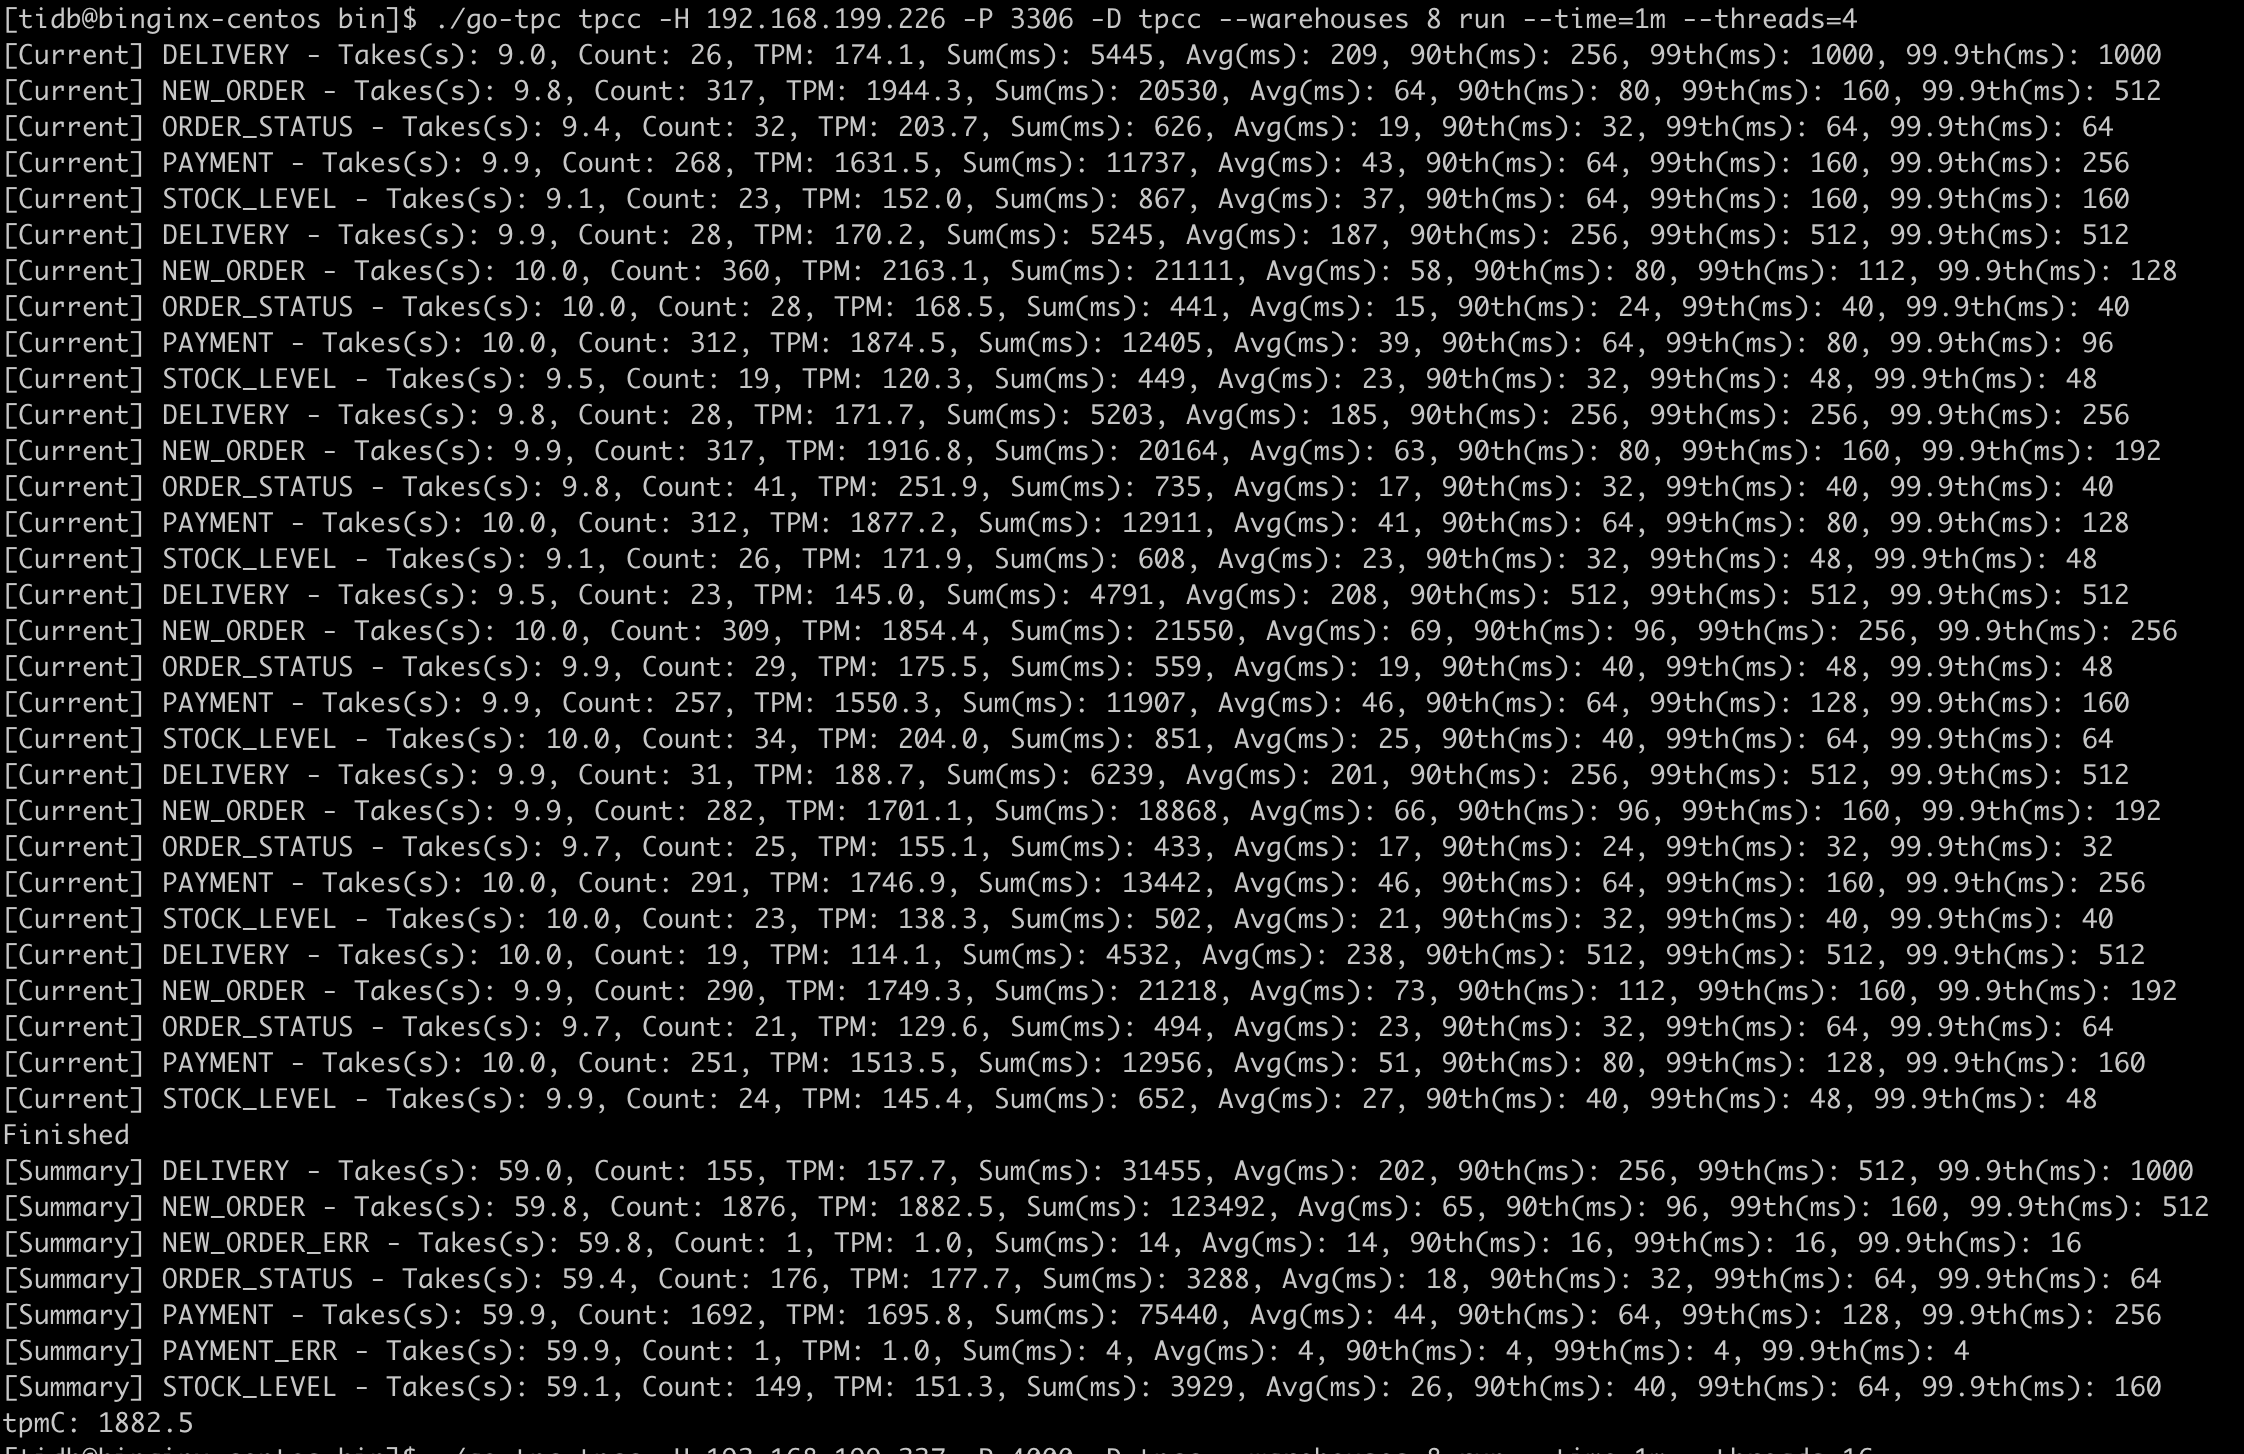 [tidb@binginx-centos bin]$ ./go-tpc tpcc -H 192.168.199.226 -P 3306 -D tpcc --warehouses 8 run --time=1m --threads=4
[Current] DELIVERY - Takes(s): 9.0, Count: 26, TPM: 174.1, Sum(ms): 5445, Avg(ms): 209, 90th(ms): 256, 99th(ms): 1000, 99.9th(ms): 1000
[Current] NEW_ORDER - Takes(s): 9.8, Count: 317, TPM: 1944.3, Sum(ms): 20530, Avg(ms): 64, 90th(ms): 80, 99th(ms): 160, 99.9th(ms): 512
[Current] ORDER_STATUS - Takes(s): 9.4, Count: 32, TPM: 203.7, Sum(ms): 626, Avg(ms): 19, 90th(ms): 32, 99th(ms): 64, 99.9th(ms): 64
[Current] PAYMENT - Takes(s): 9.9, Count: 268, TPM: 1631.5, Sum(ms): 11737, Avg(ms): 43, 90th(ms): 64, 99th(ms): 160, 99.9th(ms): 256
[Current] STOCK_LEVEL - Takes(s): 9.1, Count: 23, TPM: 152.0, Sum(ms): 867, Avg(ms): 37, 90th(ms): 64, 99th(ms): 160, 99.9th(ms): 160
[Current] DELIVERY - Takes(s): 9.9, Count: 28, TPM: 170.2, Sum(ms): 5245, Avg(ms): 187, 90th(ms): 256, 99th(ms): 512, 99.9th(ms): 512
[Current] NEW_ORDER - Takes(s): 10.0, Count: 360, TPM: 2163.1, Sum(ms): 21111, Avg(ms): 58, 90th(ms): 80, 99th(ms): 112, 99.9th(ms): 128
[Current] ORDER_STATUS - Takes(s): 10.0, Count: 28, TPM: 168.5, Sum(ms): 441, Avg(ms): 15, 90th(ms): 24, 99th(ms): 40, 99.9th(ms): 40
[Current] PAYMENT - Takes(s): 10.0, Count: 312, TPM: 1874.5, Sum(ms): 12405, Avg(ms): 39, 90th(ms): 64, 99th(ms): 80, 99.9th(ms): 96
[Current] STOCK_LEVEL - Takes(s): 9.5, Count: 19, TPM: 120.3, Sum(ms): 449, Avg(ms): 23, 90th(ms): 32, 99th(ms): 48, 99.9th(ms): 48
[Current] DELIVERY - Takes(s): 9.8, Count: 28, TPM: 171.7, Sum(ms): 5203, Avg(ms): 185, 90th(ms): 256, 99th(ms): 256, 99.9th(ms): 256
[Current] NEW_ORDER - Takes(s): 9.9, Count: 317, TPM: 1916.8, Sum(ms): 20164, Avg(ms): 63, 90th(ms): 80, 99th(ms): 160, 99.9th(ms): 192
[Current] ORDER_STATUS - Takes(s): 9.8, Count: 41, TPM: 251.9, Sum(ms): 735, Avg(ms): 17, 90th(ms): 32, 99th(ms): 40, 99.9th(ms): 40
[Current] PAYMENT - Takes(s): 10.0, Count: 312, TPM: 1877.2, Sum(ms): 12911, Avg(ms): 41, 90th(ms): 64, 99th(ms): 80, 99.9th(ms): 128
[Current] STOCK_LEVEL - Takes(s): 9.1, Count: 26, TPM: 171.9, Sum(ms): 608, Avg(ms): 23, 90th(ms): 32, 99th(ms): 48, 99.9th(ms): 48
[Current] DELIVERY - Takes(s): 9.5, Count: 23, TPM: 145.0, Sum(ms): 4791, Avg(ms): 208, 90th(ms): 512, 99th(ms): 512, 99.9th(ms): 512
[Current] NEW_ORDER - Takes(s): 10.0, Count: 309, TPM: 1854.4, Sum(ms): 21550, Avg(ms): 69, 90th(ms): 96, 99th(ms): 256, 99.9th(ms): 256
[Current] ORDER_STATUS - Takes(s): 9.9, Count: 29, TPM: 175.5, Sum(ms): 559, Avg(ms): 19, 90th(ms): 40, 99th(ms): 48, 99.9th(ms): 48
[Current] PAYMENT - Takes(s): 9.9, Count: 257, TPM: 1550.3, Sum(ms): 11907, Avg(ms): 46, 90th(ms): 64, 99th(ms): 128, 99.9th(ms): 160
[Current] STOCK_LEVEL - Takes(s): 10.0, Count: 34, TPM: 204.0, Sum(ms): 851, Avg(ms): 25, 90th(ms): 40, 99th(ms): 64, 99.9th(ms): 64
[Current] DELIVERY - Takes(s): 9.9, Count: 31, TPM: 188.7, Sum(ms): 6239, Avg(ms): 201, 90th(ms): 256, 99th(ms): 512, 99.9th(ms): 512
[Current] NEW_ORDER - Takes(s): 9.9, Count: 282, TPM: 1701.1, Sum(ms): 18868, Avg(ms): 66, 90th(ms): 96, 99th(ms): 160, 99.9th(ms): 192
[Current] ORDER_STATUS - Takes(s): 9.7, Count: 25, TPM: 155.1, Sum(ms): 433, Avg(ms): 17, 90th(ms): 24, 99th(ms): 32, 99.9th(ms): 32
[Current] PAYMENT - Takes(s): 10.0, Count: 291, TPM: 1746.9, Sum(ms): 13442, Avg(ms): 46, 90th(ms): 64, 99th(ms): 160, 99.9th(ms): 256
[Current] STOCK_LEVEL - Takes(s): 10.0, Count: 23, TPM: 138.3, Sum(ms): 502, Avg(ms): 21, 90th(ms): 32, 99th(ms): 40, 99.9th(ms): 40
[Current] DELIVERY - Takes(s): 10.0, Count: 19, TPM: 114.1, Sum(ms): 4532, Avg(ms): 238, 90th(ms): 512, 99th(ms): 512, 99.9th(ms): 512
[Current] NEW_ORDER - Takes(s): 9.9, Count: 290, TPM: 1749.3, Sum(ms): 21218, Avg(ms): 73, 90th(ms): 112, 99th(ms): 160, 99.9th(ms): 192
[Current] ORDER_STATUS - Takes(s): 9.7, Count: 21, TPM: 129.6, Sum(ms): 494, Avg(ms): 23, 90th(ms): 32, 99th(ms): 64, 99.9th(ms): 64
[Current] PAYMENT - Takes(s): 10.0, Count: 251, TPM: 1513.5, Sum(ms): 12956, Avg(ms): 51, 90th(ms): 80, 99th(ms): 128, 99.9th(ms): 160
[Current] STOCK_LEVEL - Takes(s): 9.9, Count: 24, TPM: 145.4, Sum(ms): 652, Avg(ms): 27, 90th(ms): 40, 99th(ms): 48, 99.9th(ms): 48
Finished
[Summary] DELIVERY - Takes(s): 59.0, Count: 155, TPM: 157.7, Sum(ms): 31455, Avg(ms): 202, 90th(ms): 256, 99th(ms): 512, 99.9th(ms): 1000
[Summary] NEW_ORDER - Takes(s): 59.8, Count: 1876, TPM: 1882.5, Sum(ms): 123492, Avg(ms): 65, 90th(ms): 96, 99th(ms): 160, 99.9th(ms): 512
[Summary] NEW_ORDER_ERR - Takes(s): 59.8, Count: 1, TPM: 1.0, Sum(ms): 14, Avg(ms): 14, 90th(ms): 16, 99th(ms): 16, 99.9th(ms): 16
[Summary] ORDER_STATUS - Takes(s): 59.4, Count: 176, TPM: 177.7, Sum(ms): 3288, Avg(ms): 18, 90th(ms): 32, 99th(ms): 64, 99.9th(ms): 64
[Summary] PAYMENT - Takes(s): 59.9, Count: 1692, TPM: 1695.8, Sum(ms): 75440, Avg(ms): 44, 90th(ms): 64, 99th(ms): 128, 99.9th(ms): 256
[Summary] PAYMENT_ERR - Takes(s): 59.9, Count: 1, TPM: 1.0, Sum(ms): 4, Avg(ms): 4, 90th(ms): 4, 99th(ms): 4, 99.9th(ms): 4
[Summary] STOCK_LEVEL - Takes(s): 59.1, Count: 149, TPM: 151.3, Sum(ms): 3929, Avg(ms): 26, 90th(ms): 40, 99th(ms): 64, 99.9th(ms): 160
tpmC: 1882.5